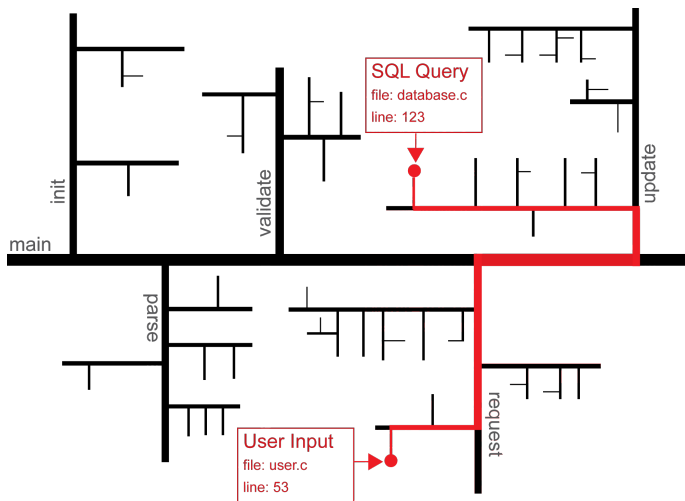 SQL Query
file: database.c
line: 123
init
validate
update
main
parse
request
User Input
file: user.c
line: 53